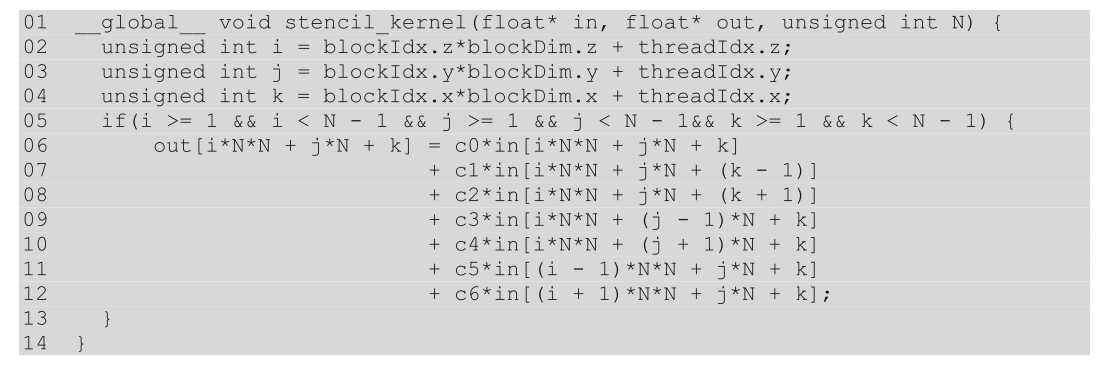 01  __global__ void stencil_kernel(float* in, float* out, unsigned int N) {
02    unsigned int i = blockIdx.z*blockDim.z + threadIdx.z;
03    unsigned int j = blockIdx.y*blockDim.y + threadIdx.y;
04    unsigned int k = blockIdx.x*blockDim.x + threadIdx.x;
05    if(i >= 1 && i < N - 1 && j >= 1 && j < N - 1&& k >= 1 && k < N - 1) {
06        out[i*N*N + j*N + k] = c0*in[i*N*N + j*N + k]
07                             + c1*in[i*N*N + j*N + (k - 1)]
08                             + c2*in[i*N*N + j*N + (k + 1)]
09                             + c3*in[i*N*N + (j - 1)*N + k]
10                             + c4*in[i*N*N + (j + 1)*N + k]
11                             + c5*in[(i - 1)*N*N + j*N + k]
12                             + c6*in[(i + 1)*N*N + j*N + k];
13    }
14  }